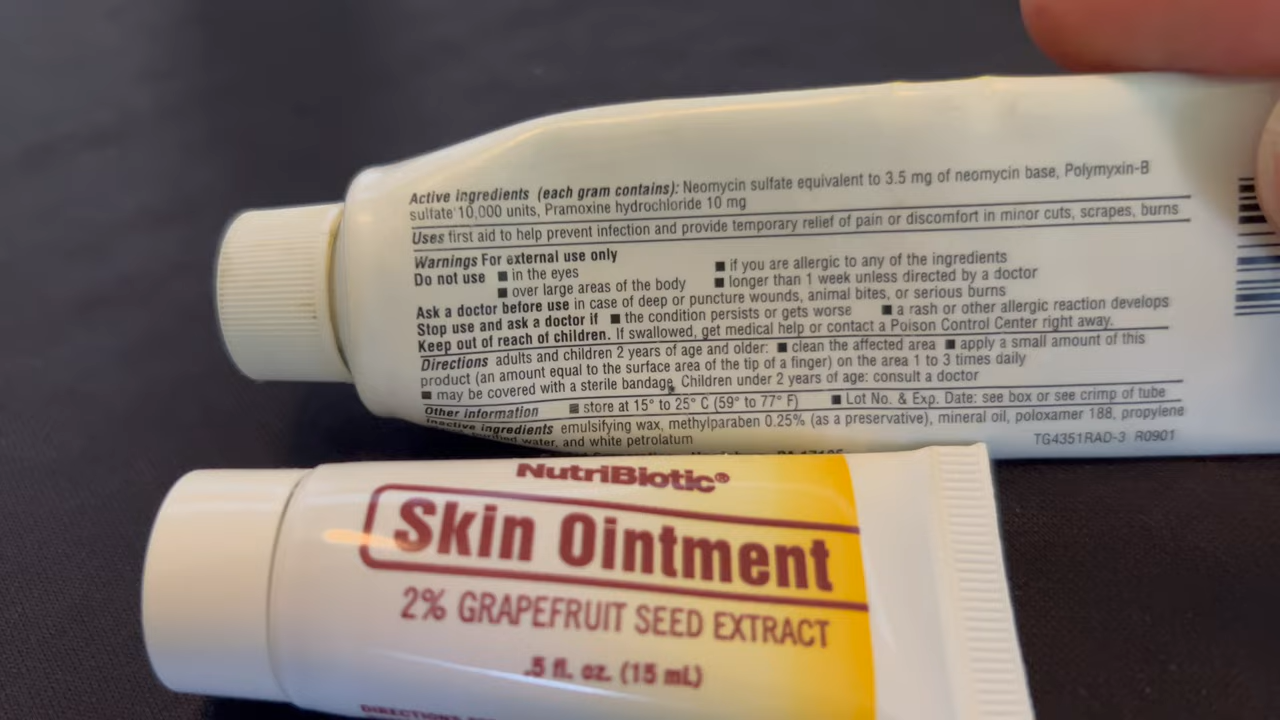 Active ingredients (each gram contains): Neomycin sulfate equivalent to 3.5 mg of neomycin base, Polymyxin-B
sulfate 10,000 units, Pramoxine hydrochloride 10 mg
Uses first aid to help prevent infection and provide temporary relief of pain or discomfort in minor cuts, scrapes, burns
Warnings For external use only
Do not use ■ in the eyes ■ if you are allergic to any of the ingredients
■ over large areas of the body ■ longer than 1 week unless directed by a doctor
Ask a doctor before use in case of deep or puncture wounds, animal bites, or serious burns
Stop use and ask a doctor if ■ the condition persists or gets worse ■ a rash or other allergic reaction develops
Keep out of reach of children. If swallowed, get medical help or contact a Poison Control Center right away.
Directions adults and children 2 years of age and older: ■ clean the affected area ■ apply a small amount of this
product (an amount equal to the surface area of the tip of a finger) on the area 1 to 3 times daily
■ may be covered with a sterile bandage Children under 2 years of age: consult a doctor
Other information ■ store at 15° to 25° C (59° to 77° F) ■ Lot No. & Exp. Date: see box or see crimp of tube
Inactive ingredients emulsifying wax, methylparaben 0.25% (as a preservative), mineral oil, poloxamer 188, propylene
water, and white petrolatum
TG4351RAD-3 R0901
NutriBiotic®
Skin Ointment
2% GRAPEFRUIT SEED EXTRACT
.5 fl. oz. (15 mL)
DIRECTIONS